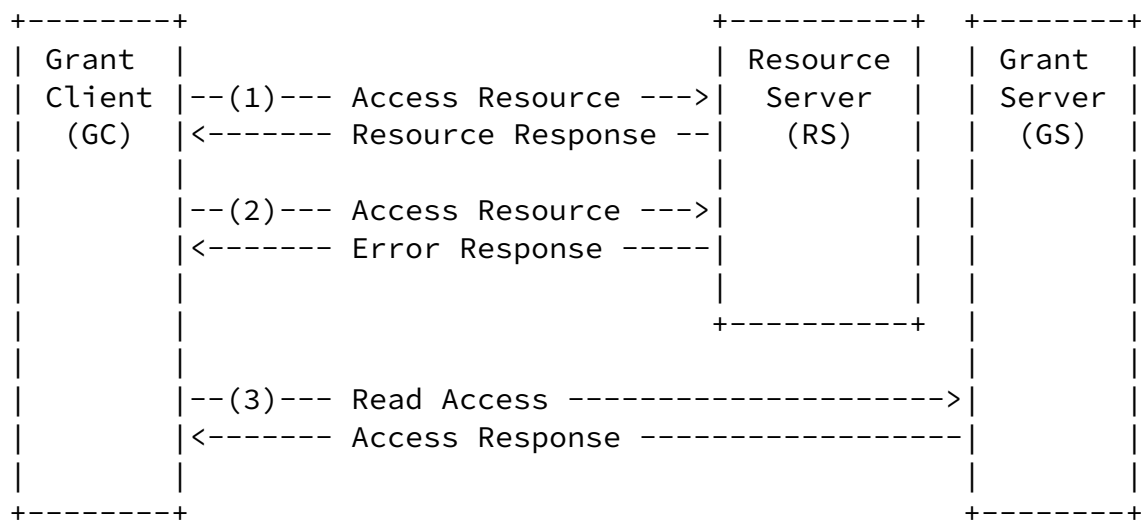 +--------+                             +----------+  +--------+
| Grant  |                             | Resource |  | Grant  |
| Client |--(1)--- Access Resource --->|  Server  |  | Server |
|  (GC)  |<------- Resource Response --|   (RS)   |  |  (GS)  |
|        |                             |          |  |        |
|        |--(2)--- Access Resource --->|          |  |        |
|        |<------- Error Response -----|          |  |        |
|        |                             |          |  |        |
|        |                             +----------+  |        |
|        |                                           |        |
|        |--(3)--- Read Access --------------------->|        |
|        |<------- Access Response ------------------|        |
|        |                                           |        |
+--------+                                           +--------+